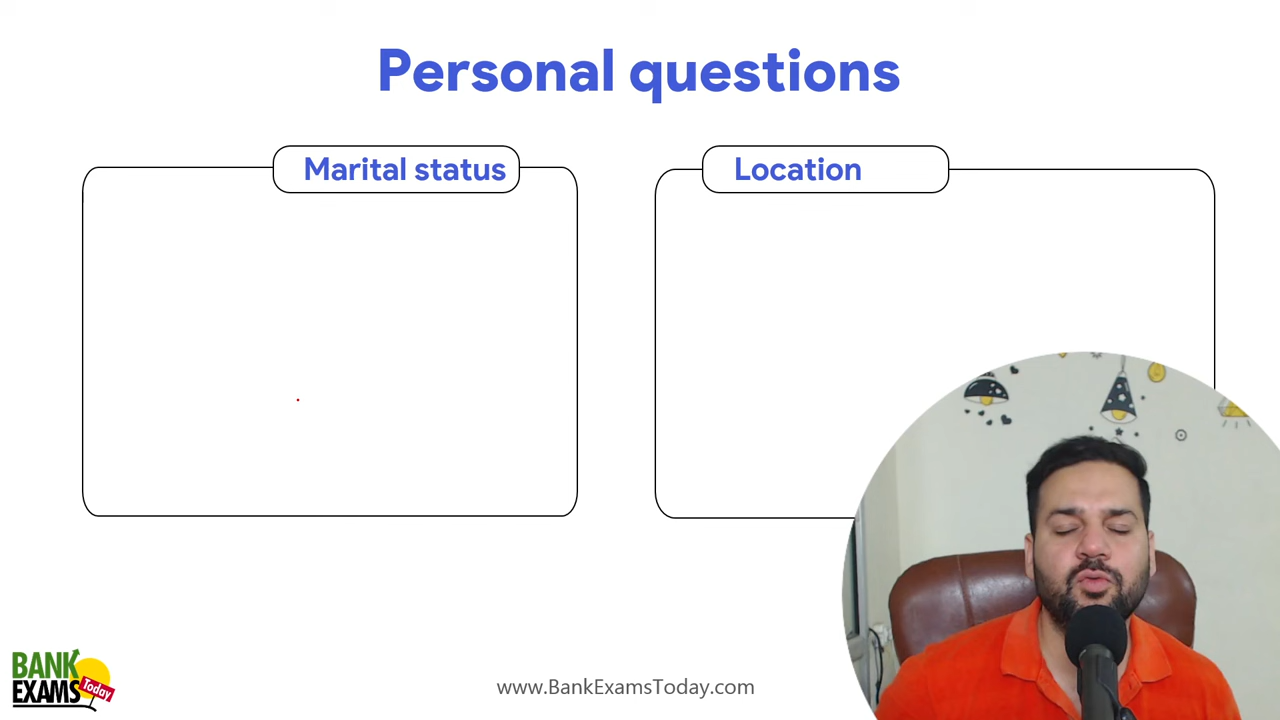 Personal questions
Marital status
Location
BANK
EXAMS
Today
www.BankExamsToday.com